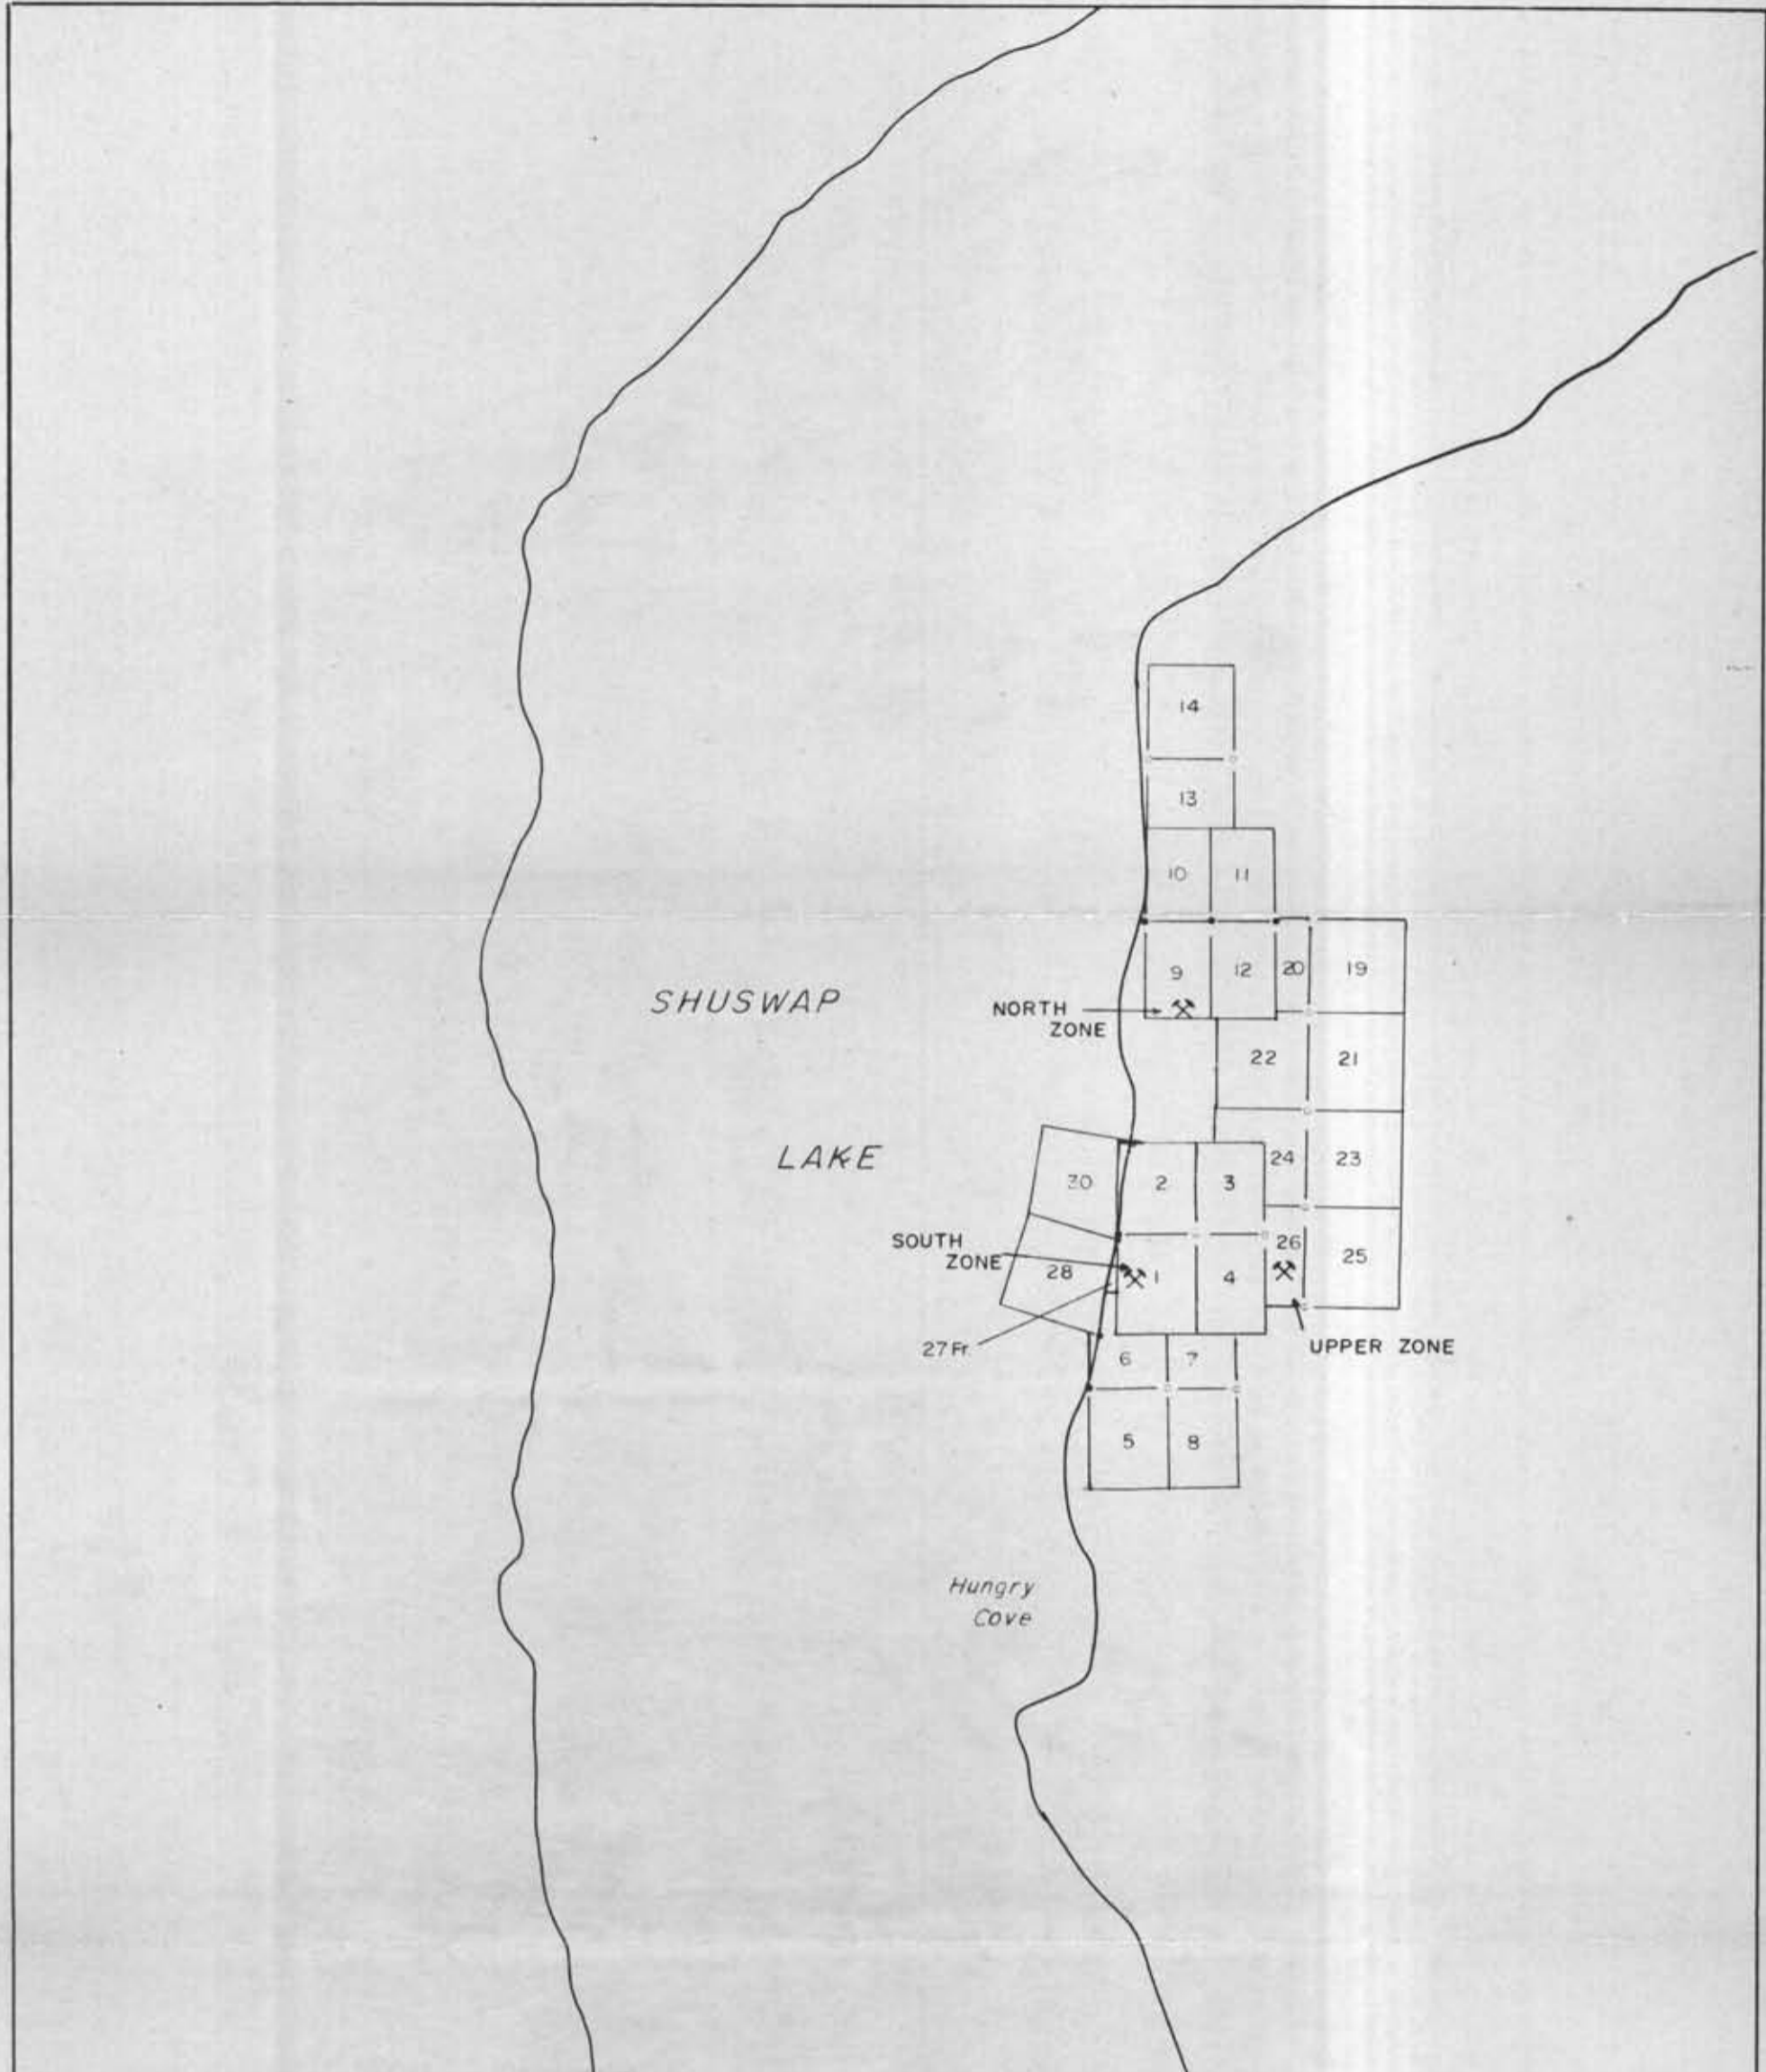 14
13
10 11
9 12 20 19
SHUSWAP
NORTH
ZONE
22 21
LAKE
24 23
30 2 3
SOUTH
ZONE
26
28 1 4 25
27 Fr.
6 7
UPPER ZONE
5 8
Hungry
Cove